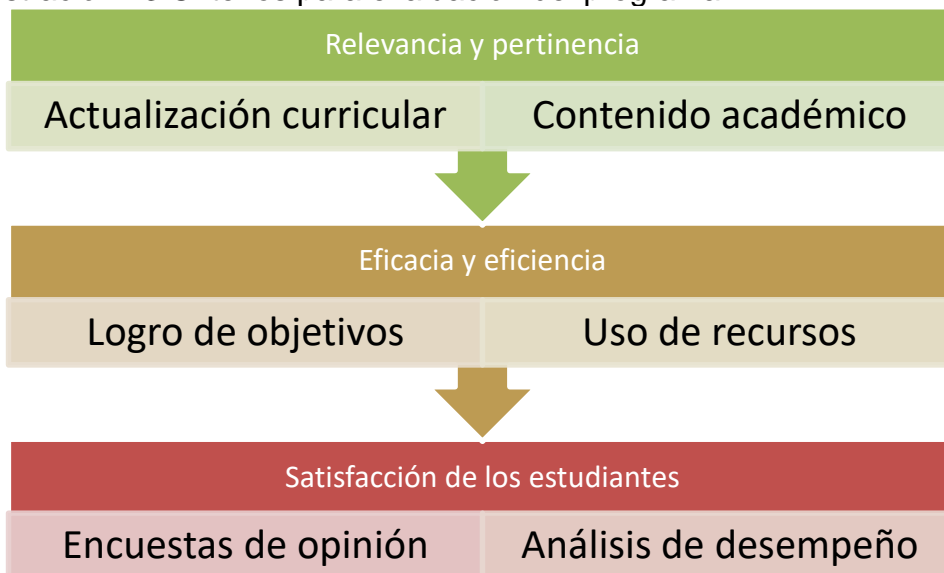 Relevancia y pertinencia
Actualización curricular Contenido académico
Eficacia y eficiencia
Logro de objetivos Uso de recursos
Satisfacción de los estudiantes
Encuestas de opinión Análisis de desempeño